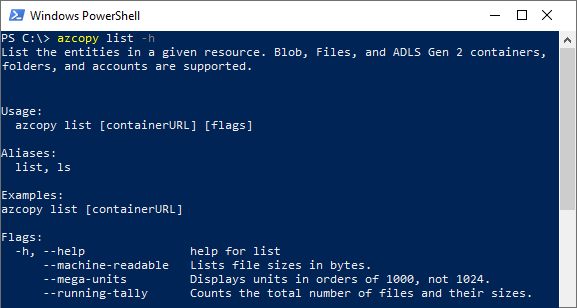 Windows PowerShell
PS C:\> azcopy list -h
List the entities in a given resource. Blob, Files, and ADLS Gen 2 containers,
folders, and accounts are supported.
Usage:
  azcopy list [containerURL] [flags]
Aliases:
  list, ls
Examples:
azcopy list [containerURL]
Flags:
  -h, --help               help for list
      --machine-readable   Lists file sizes in bytes.
      --mega-units         Displays units in orders of 1000, not 1024.
      --running-tally      Counts the total number of files and their sizes.